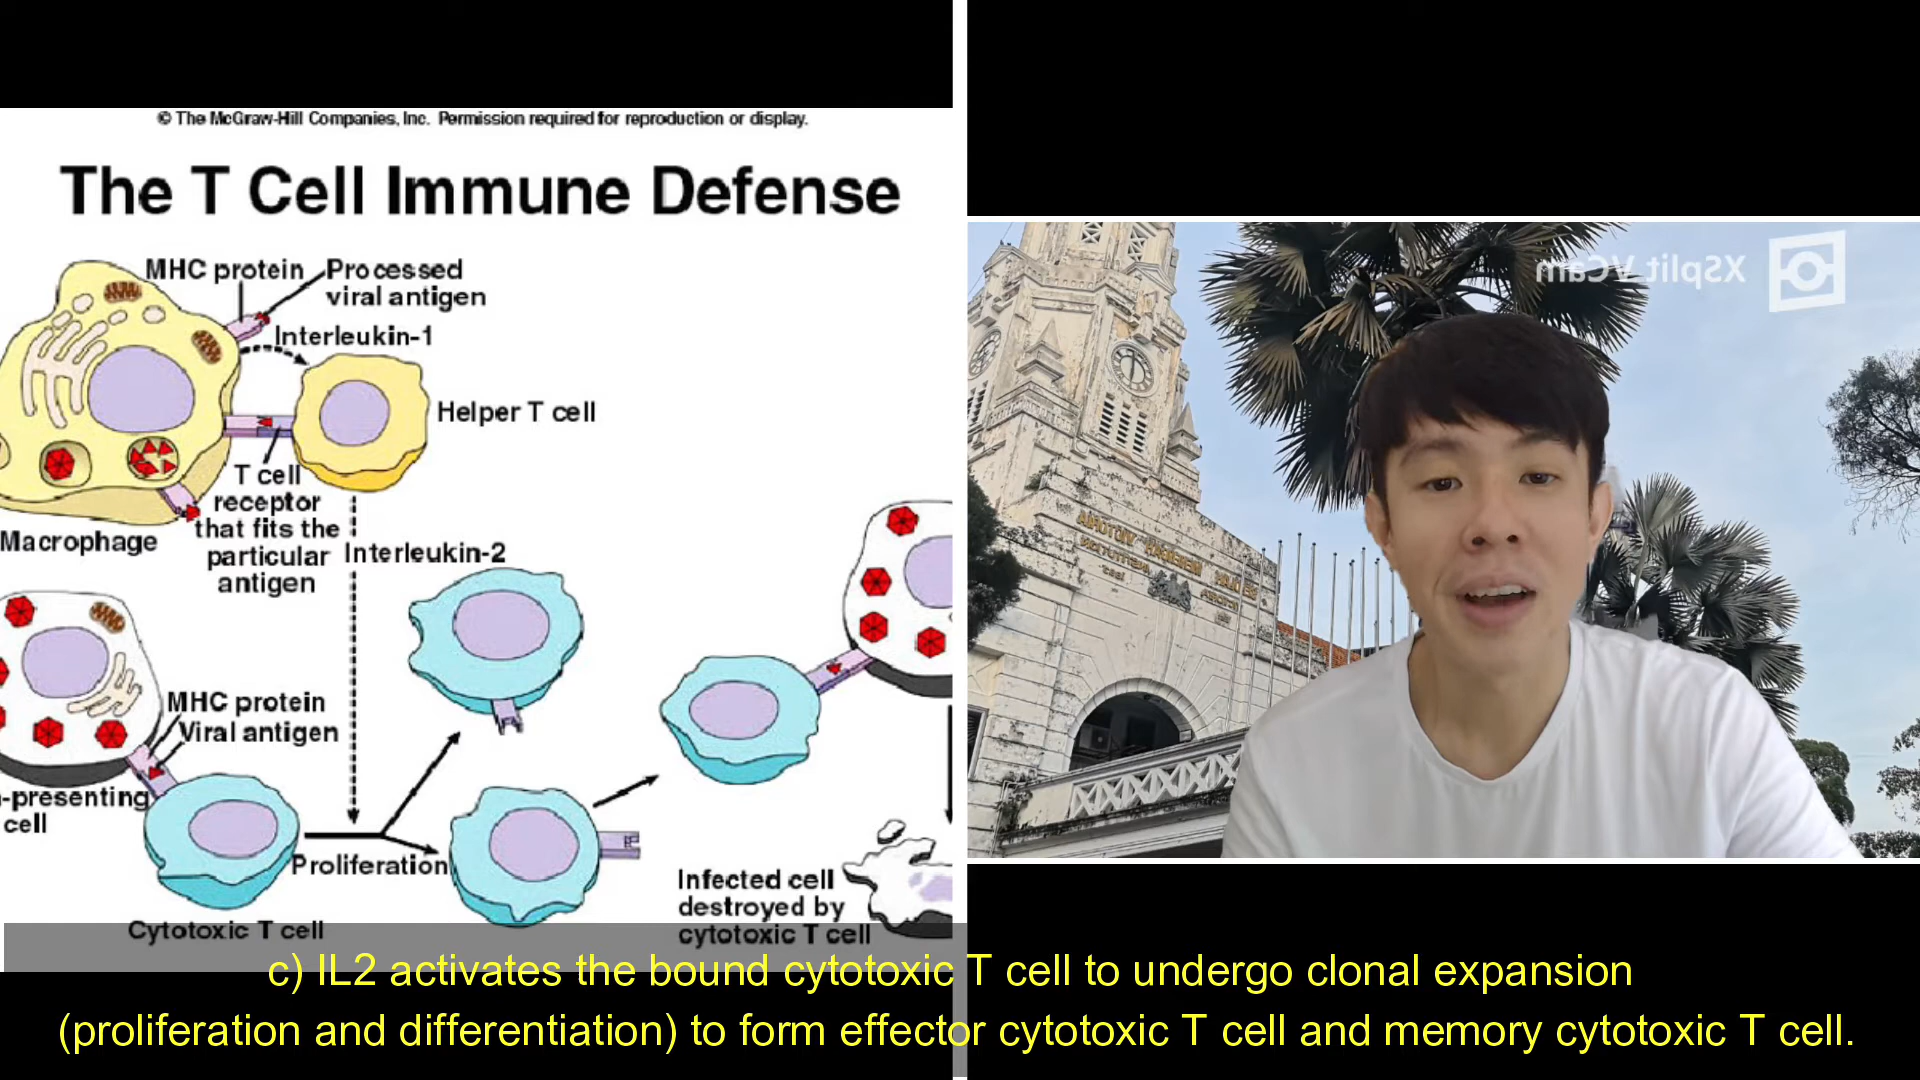 © The McGraw-Hill Companies, Inc. Permission required for reproduction or display.
The T Cell Immune Defense
MHC protein
Processed
viral antigen
Interleukin-1
Helper T cell
T cell
receptor
that fits the
particular
antigen
Macrophage
Interleukin-2
MHC protein
Viral antigen
-presenting
cell
Proliferation
Cytotoxic T cell
Infected cell
destroyed by
cytotoxic T cell
XSplit VCam
c) IL2 activates the bound cytotoxic T cell to undergo clonal expansion
(proliferation and differentiation) to form effector cytotoxic T cell and memory cytotoxic T cell.